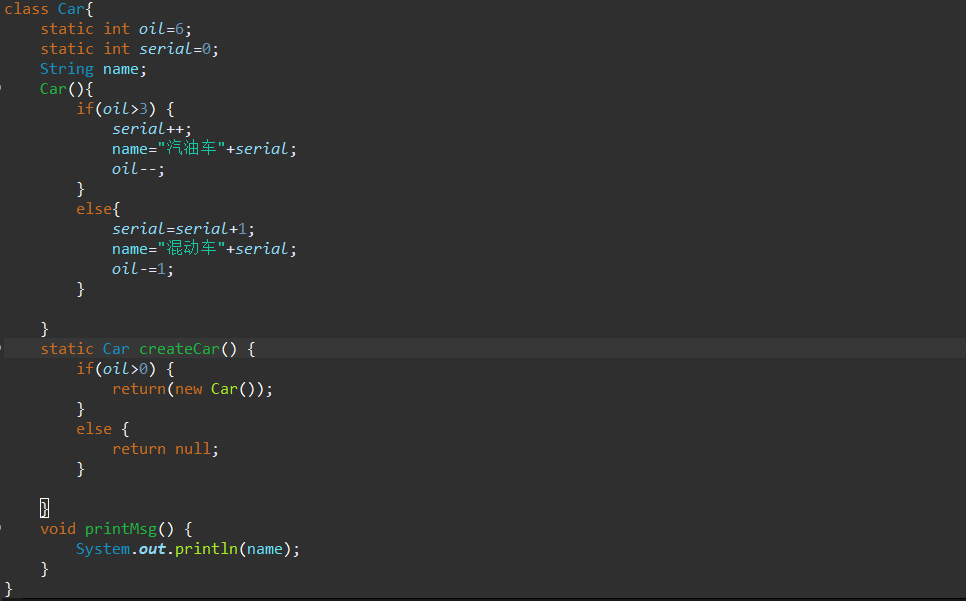 class Car{
    static int oil=6;
    static int serial=0;
    String name;
    Car(){
        if(oil>3) {
            serial++;
            name="汽油车"+serial;
            oil--;
        }
        else{
            serial=serial+1;
            name="混动车"+serial;
            oil-=1;
        }
    }
    static Car createCar() {
        if(oil>0) {
            return(new Car());
        }
        else {
            return null;
        }
    }
    void printMsg() {
        System.out.println(name);
    }
}